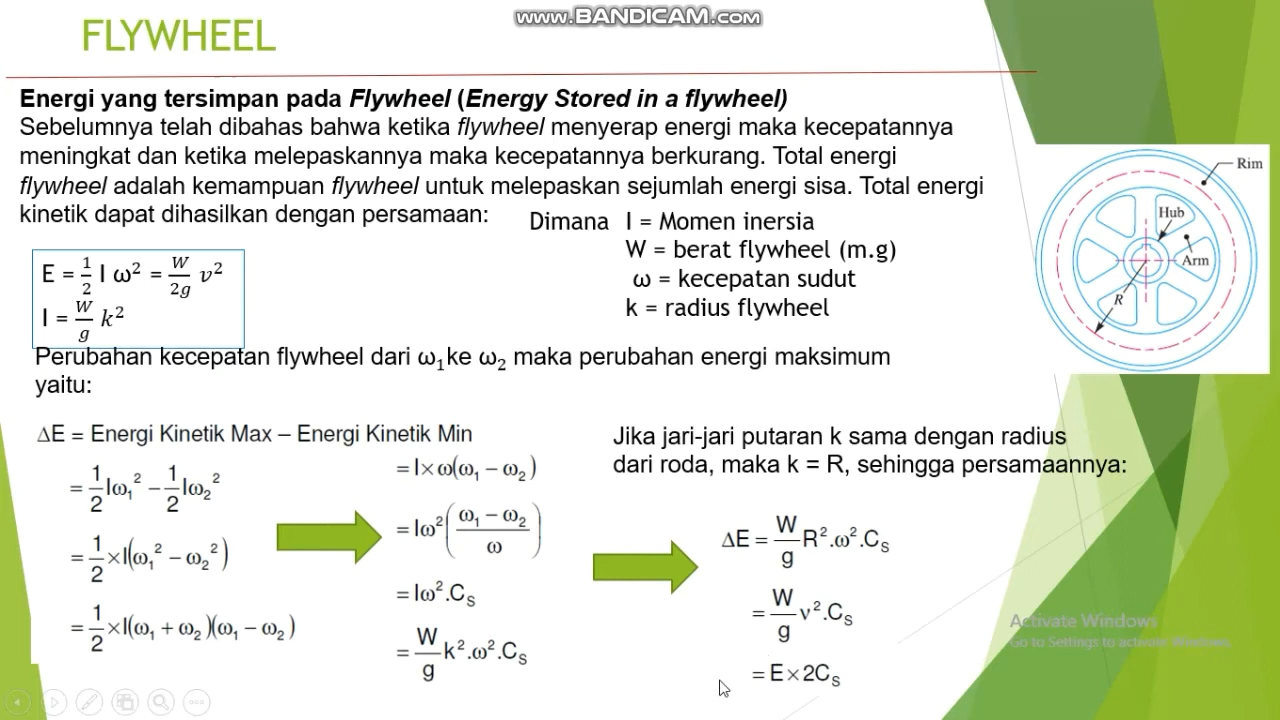 www.BANDICAM.com
FLYWHEEL
Energi yang tersimpan pada Flywheel (Energy Stored in a flywheel)
Sebelumnya telah dibahas bahwa ketika flywheel menyerap energi maka kecepatannya
meningkat dan ketika melepaskannya maka kecepatannya berkurang. Total energi
flywheel adalah kemampuan flywheel untuk melepaskan sejumlah energi sisa. Total energi
kinetik dapat dihasilkan dengan persamaan:
Dimana I = Momen inersia
W = berat flywheel (m.g)
ω = kecepatan sudut
k = radius flywheel
E = 1/2 I ω² = W/2g v²
I = W/g k²
Rim
Hub
Arm
R
Perubahan kecepatan flywheel dari ω₁ ke ω₂ maka perubahan energi maksimum
yaitu:
ΔE = Energi Kinetik Max – Energi Kinetik Min
= 1/2 Iω₁² – 1/2 Iω₂²
= 1/2 × I(ω₁² – ω₂²)
= 1/2 × I(ω₁ + ω₂)(ω₁ – ω₂)
= I×ω(ω₁ – ω₂)
= Iω²((ω₁ – ω₂)/ω)
= Iω².Cₛ
= W/g k².ω².Cₛ
Jika jari-jari putaran k sama dengan radius
dari roda, maka k = R, sehingga persamaannya:
ΔE = W/g R².ω².Cₛ
= W/g v².Cₛ
= E×2Cₛ
Activate Windows
Go to Settings to activate Windows.